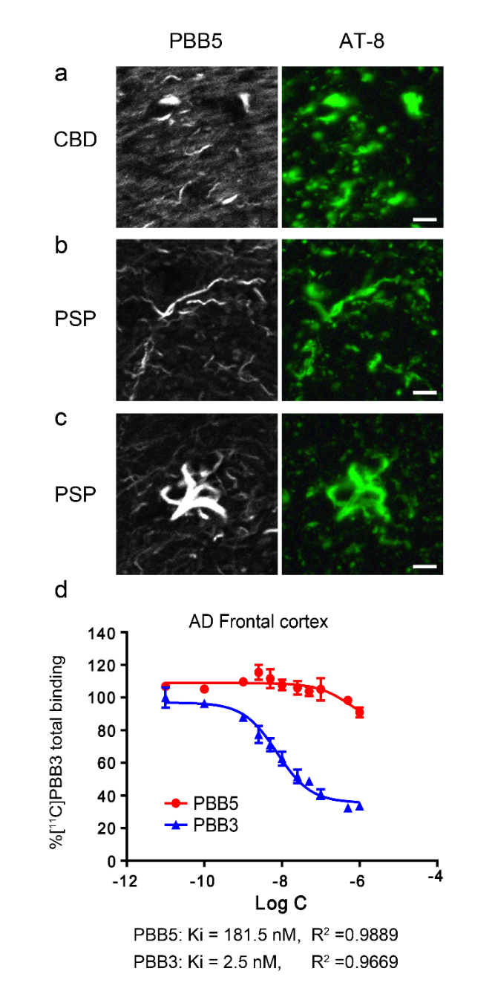 PBB5 AT-8
a
CBD
b
PSP
c
PSP
d
AD Frontal cortex
%[¹¹C]PBB3 total binding
140
120
100
80
60
40
20
0
PBB5
PBB3
-12 -10 -8 -6 -4
Log C
PBB5: Ki = 181.5 nM, R² =0.9889
PBB3: Ki = 2.5 nM, R² =0.9669